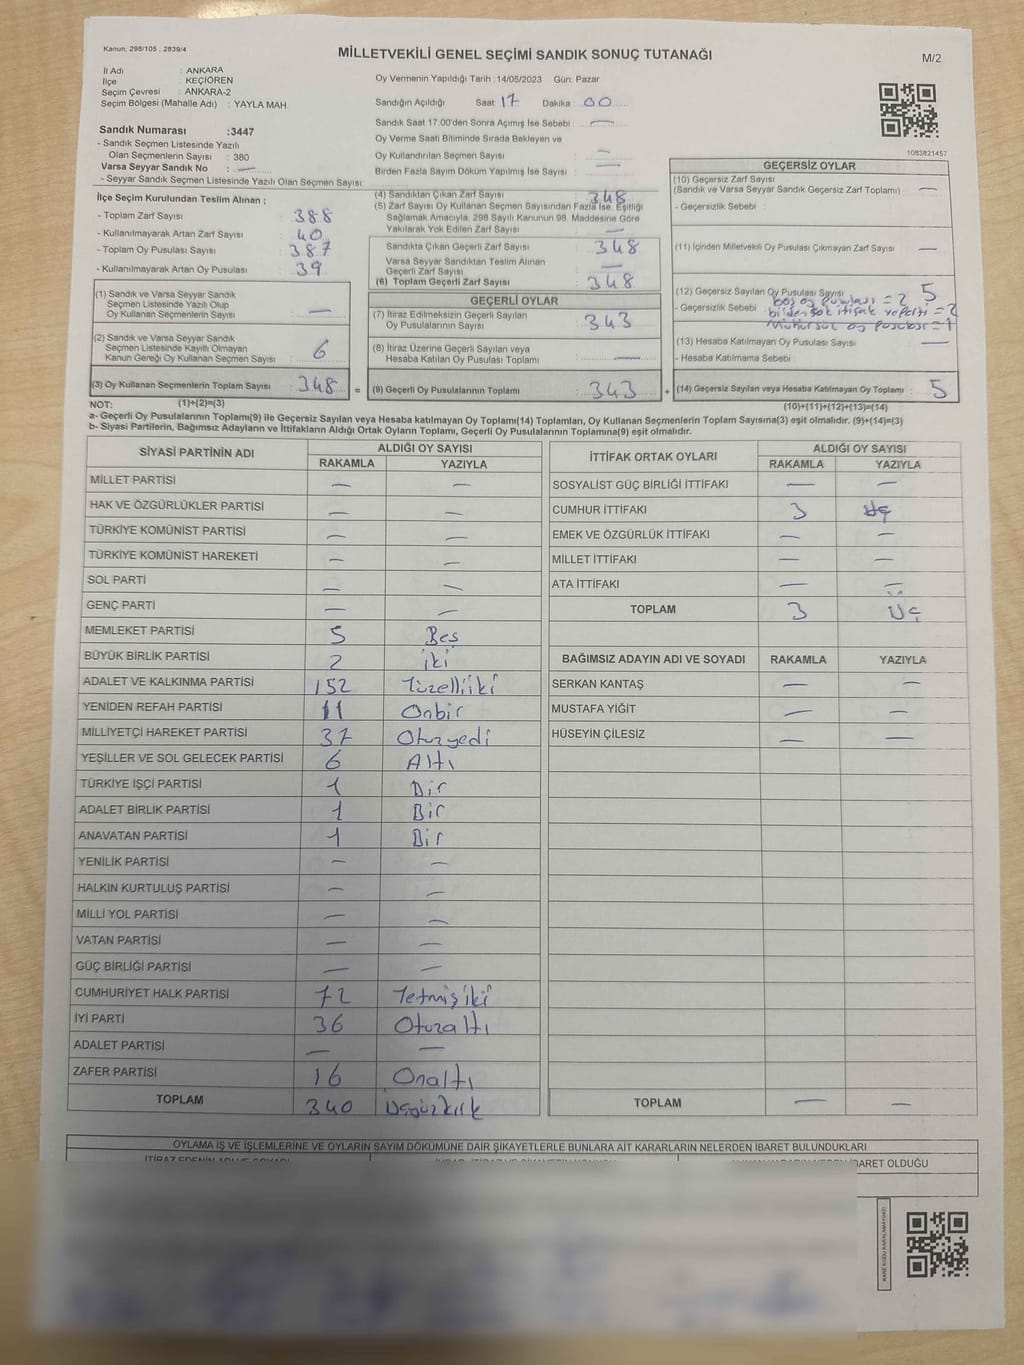 Kanun: 298/105 , 2839/4
MİLLETVEKİLİ GENEL SEÇİMİ SANDIK SONUÇ TUTANAĞI
M/2
İl Adı : ANKARA
İlçe : KEÇİÖREN
Seçim Çevresi : ANKARA-2
Seçim Bölgesi (Mahalle Adı) : YAYLA MAH.
Sandık Numarası :3447
- Sandık Seçmen Listesinde Yazılı
Olan Seçmenlerin Sayısı : 380
Varsa Seyyar Sandık No : —
- Seyyar Sandık Seçmen Listesinde Yazılı Olan Seçmen Sayısı:
Oy Vermenin Yapıldığı Tarih :14/05/2023 Gün: Pazar
Sandığın Açıldığı Saat: 17 Dakika : 00
Sandık Saat 17.00'den Sonra Açımış İse Sebebi : —
Oy Verme Saati Bitiminde Sırada Bekleyen ve
Oy Kullandırılan Seçmen Sayısı : —
Birden Fazla Sayım Döküm Yapılmış İse Sayısı : —
1083821457
İlçe Seçim Kurulundan Teslim Alınan ;
- Toplam Zarf Sayısı : 388
- Kullanılmayarak Artan Zarf Sayısı : 40
- Toplam Oy Pusulası Sayısı : 387
- Kullanılmayarak Artan Oy Pusulası : 39
(1) Sandık ve Varsa Seyyar Sandık
Seçmen Listesinde Yazılı Olup
Oy Kullanan Seçmenlerin Sayısı : —
(2) Sandık ve Varsa Seyyar Sandık
Seçmen Listesinde Kayıtlı Olmayan
Kanun Gereği Oy Kullanan Seçmen Sayısı : 6
(3) Oy Kullanan Seçmenlerin Toplam Sayısı : 348 =
(4) Sandıktan Çıkan Zarf Sayısı : 348
(5) Zarf Sayısı Oy Kullanan Seçmen Sayısından Fazla İse, Eşitliği
Sağlamak Amacıyla, 298 Sayılı Kanunun 98. Maddesine Göre
Yakılarak Yok Edilen Zarf Sayısı : —
Sandıkta Çıkan Geçerli Zarf Sayısı : 348
Varsa Seyyar Sandıktan Teslim Alınan
Geçerli Zarf Sayısı : —
(6) Toplam Geçerli Zarf Sayısı : 348
GEÇERLİ OYLAR
(7) İtiraz Edilmeksizin Geçerli Sayılan
Oy Pusulalarının Sayısı : 343
(8) İtiraz Üzerine Geçerli Sayılan veya
Hesaba Katılan Oy Pusulası Toplamı : —
(9) Geçerli Oy Pusulalarının Toplamı : 343 +
GEÇERSİZ OYLAR
(10) Geçersiz Zarf Sayısı
(Sandık ve Varsa Seyyar Sandık Geçersiz Zarf Toplamı) : —
- Geçersizlik Sebebi :
(11) İçinden Milletvekili Oy Pusulası Çıkmayan Zarf Sayısı : —
(12) Geçersiz Sayılan Oy Pusulası Sayısı : 5
boş oy pusulası = 2
- Geçersizlik Sebebi : birden çok ittifak ve parti = 2
Mühürsüz oy pusulası = 1
(13) Hesaba Katılmayan Oy Pusulası Sayısı : —
- Hesaba Katılmama Sebebi :
(14) Geçersiz Sayılan veya Hesaba Katılmayan Oy Toplamı : 5
NOT: (1)+(2)=(3)
(10)+(11)+(12)+(13)=(14)
a- Geçerli Oy Pusulalarının Toplamı(9) ile Geçersiz Sayılan veya Hesaba katılmayan Oy Toplamı(14) Toplamları, Oy Kullanan Seçmenlerin Toplam Sayısına(3) eşit olmalıdır. (9)+(14)=(3)
b- Siyasi Partilerin, Bağımsız Adayların ve İttifakların Aldığı Ortak Oyların Toplamı, Geçerli Oy Pusulalarının Toplamına(9) eşit olmalıdır.
SİYASİ PARTİNİN ADI ALDIĞI OY SAYISI
RAKAMLA YAZIYLA
MİLLET PARTİSİ — —
HAK VE ÖZGÜRLÜKLER PARTİSİ — —
TÜRKİYE KOMÜNİST PARTİSİ — —
TÜRKİYE KOMÜNİST HAREKETİ — —
SOL PARTİ — —
GENÇ PARTİ — —
MEMLEKET PARTİSİ 5 Beş
BÜYÜK BİRLİK PARTİSİ 2 iki
ADALET VE KALKINMA PARTİSİ 152 Yüzelliiki
YENİDEN REFAH PARTİSİ 11 Onbir
MİLLİYETÇİ HAREKET PARTİSİ 37 Otuzyedi
YEŞİLLER VE SOL GELECEK PARTİSİ 6 Altı
TÜRKİYE İŞÇİ PARTİSİ 1 Bir
ADALET BİRLİK PARTİSİ 1 Bir
ANAVATAN PARTİSİ 1 Bir
YENİLİK PARTİSİ — —
HALKIN KURTULUŞ PARTİSİ — —
MİLLİ YOL PARTİSİ — —
VATAN PARTİSİ — —
GÜÇ BİRLİĞİ PARTİSİ — —
CUMHURİYET HALK PARTİSİ 72 Yetmişiki
İYİ PARTİ 36 Otuzaltı
ADALET PARTİSİ — —
ZAFER PARTİSİ 16 Onaltı
TOPLAM 340 Üçyüzkırk
İTTİFAK ORTAK OYLARI ALDIĞI OY SAYISI
RAKAMLA YAZIYLA
SOSYALİST GÜÇ BİRLİĞİ İTTİFAKI — —
CUMHUR İTTİFAKI 3 Üç
EMEK VE ÖZGÜRLÜK İTTİFAKI — —
MİLLET İTTİFAKI — —
ATA İTTİFAKI — —
TOPLAM 3 Üç
BAĞIMSIZ ADAYIN ADI VE SOYADI RAKAMLA YAZIYLA
SERKAN KANTAŞ — —
MUSTAFA YİĞİT — —
HÜSEYİN ÇİLESİZ — —
TOPLAM — —
OYLAMA İŞ VE İŞLEMLERİNE VE OYLARIN SAYIM DÖKÜMÜNE DAİR ŞİKAYETLERLE BUNLARA AİT KARARLARIN NELERDEN İBARET BULUNDUKLARI
İTİRAZ EDENİN ADI VE SOYADI
İBARET OLDUĞU
KARE KODU KARALAMAYINIZ!